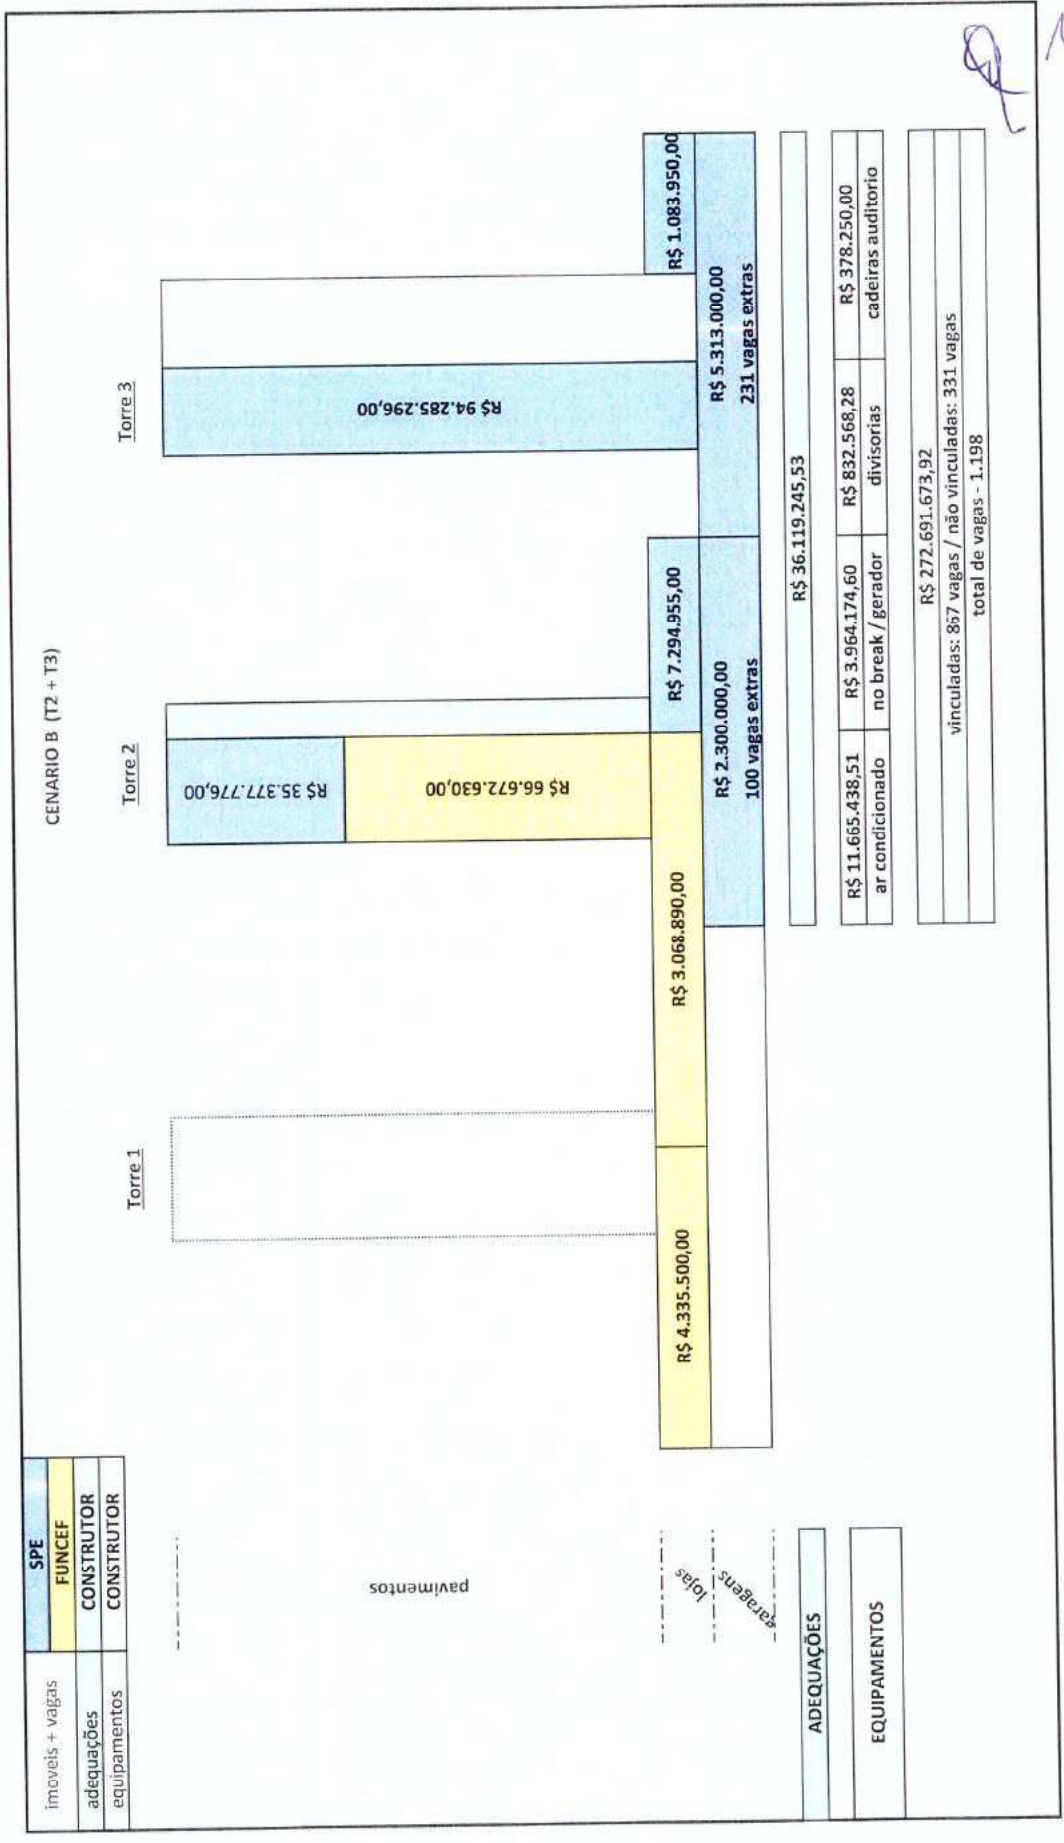 CENARIO B (T2 + T3)
imoveis + vagas
SPE
FUNCEF
adequações
CONSTRUTOR
equipamentos
CONSTRUTOR
Torre 1
Torre 2
Torre 3
pavimentos
R$ 35.377.776,00
R$ 66.672.630,00
R$ 94.285.296,00
lojas
R$ 4.335.500,00
R$ 3.068.890,00
R$ 7.294.955,00
R$ 1.083.950,00
garagens
R$ 2.300.000,00
100 vagas extras
R$ 5.313.000,00
231 vagas extras
ADEQUAÇÕES
R$ 36.119.245,53
EQUIPAMENTOS
R$ 11.665.438,51
ar condicionado
R$ 3.964.174,60
no break / gerador
R$ 832.568,28
divisorias
R$ 378.250,00
cadeiras auditorio
R$ 272.691.673,92
vinculadas: 867 vagas / não vinculadas: 331 vagas
total de vagas - 1.198